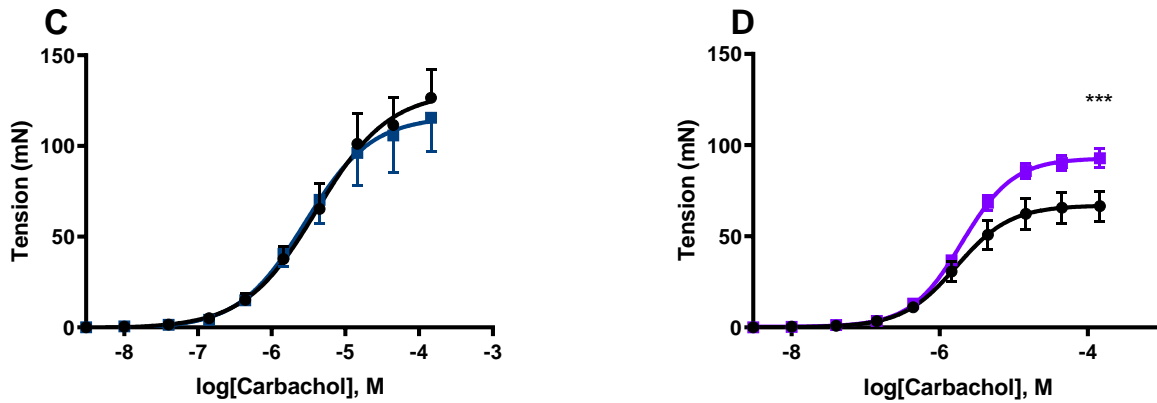 C
150
100
50
0
Tension (mN)
-8 -7 -6 -5 -4 -3
log[Carbachol], M
D
150
100
50
0
Tension (mN)
***
-8 -6 -4
log[Carbachol], M